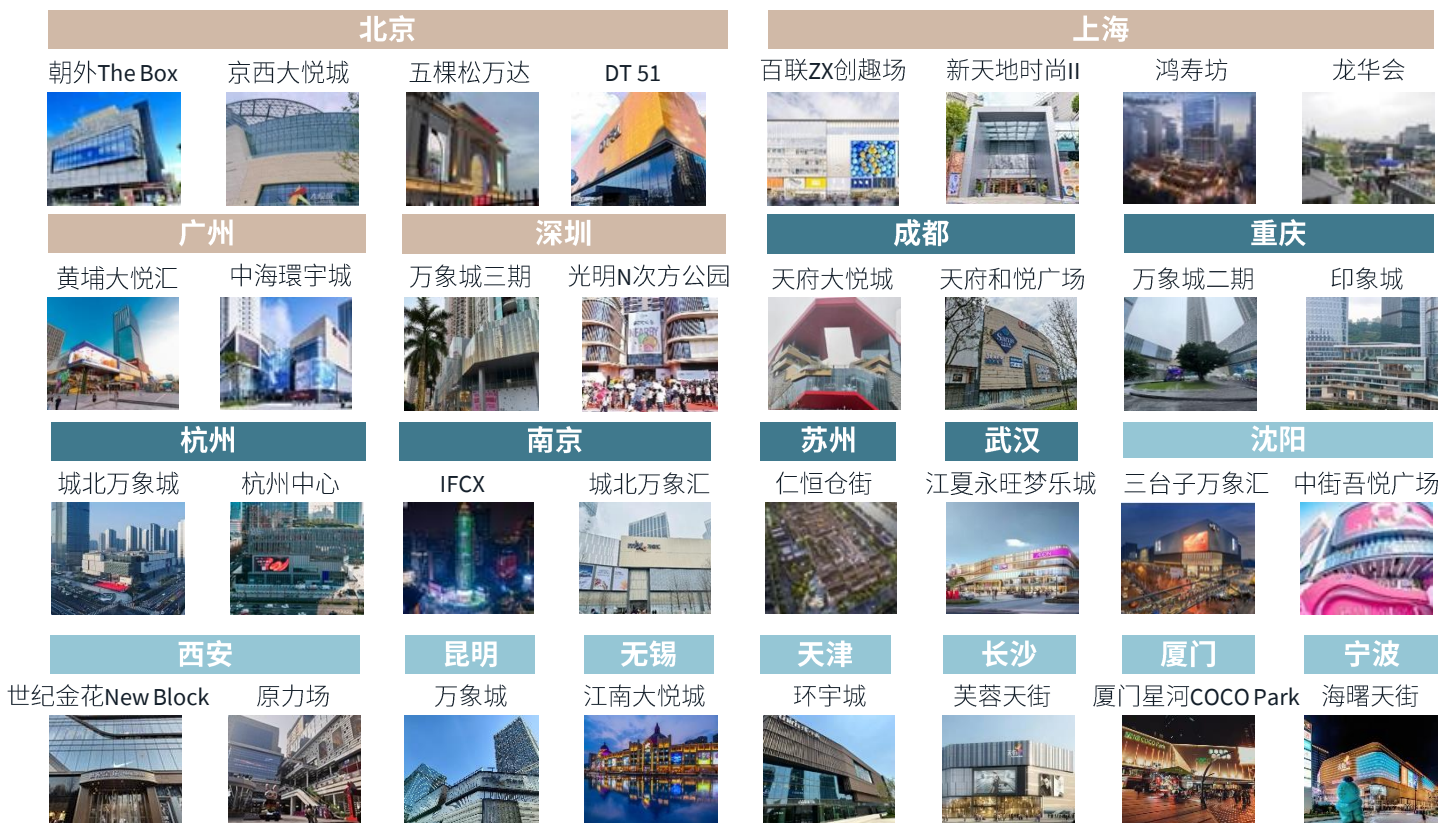 北京
上海
朝外The Box
京西大悦城
五棵松万达
DT 51
百联ZX创趣场
新天地时尚II
鸿寿坊
龙华会
广州
深圳
成都
重庆
黄埔大悦汇
中海環宇城
万象城三期
光明N次方公园
天府大悦城
天府和悦广场
万象城二期
印象城
杭州
南京
苏州
武汉
沈阳
城北万象城
杭州中心
IFCX
城北万象汇
仁恒仓街
江夏永旺梦乐城
三台子万象汇
中街吾悦广场
西安
昆明
无锡
天津
长沙
厦门
宁波
世纪金花New Block
原力场
万象城
江南大悦城
环宇城
芙蓉天街
厦门星河COCO Park
海曙天街